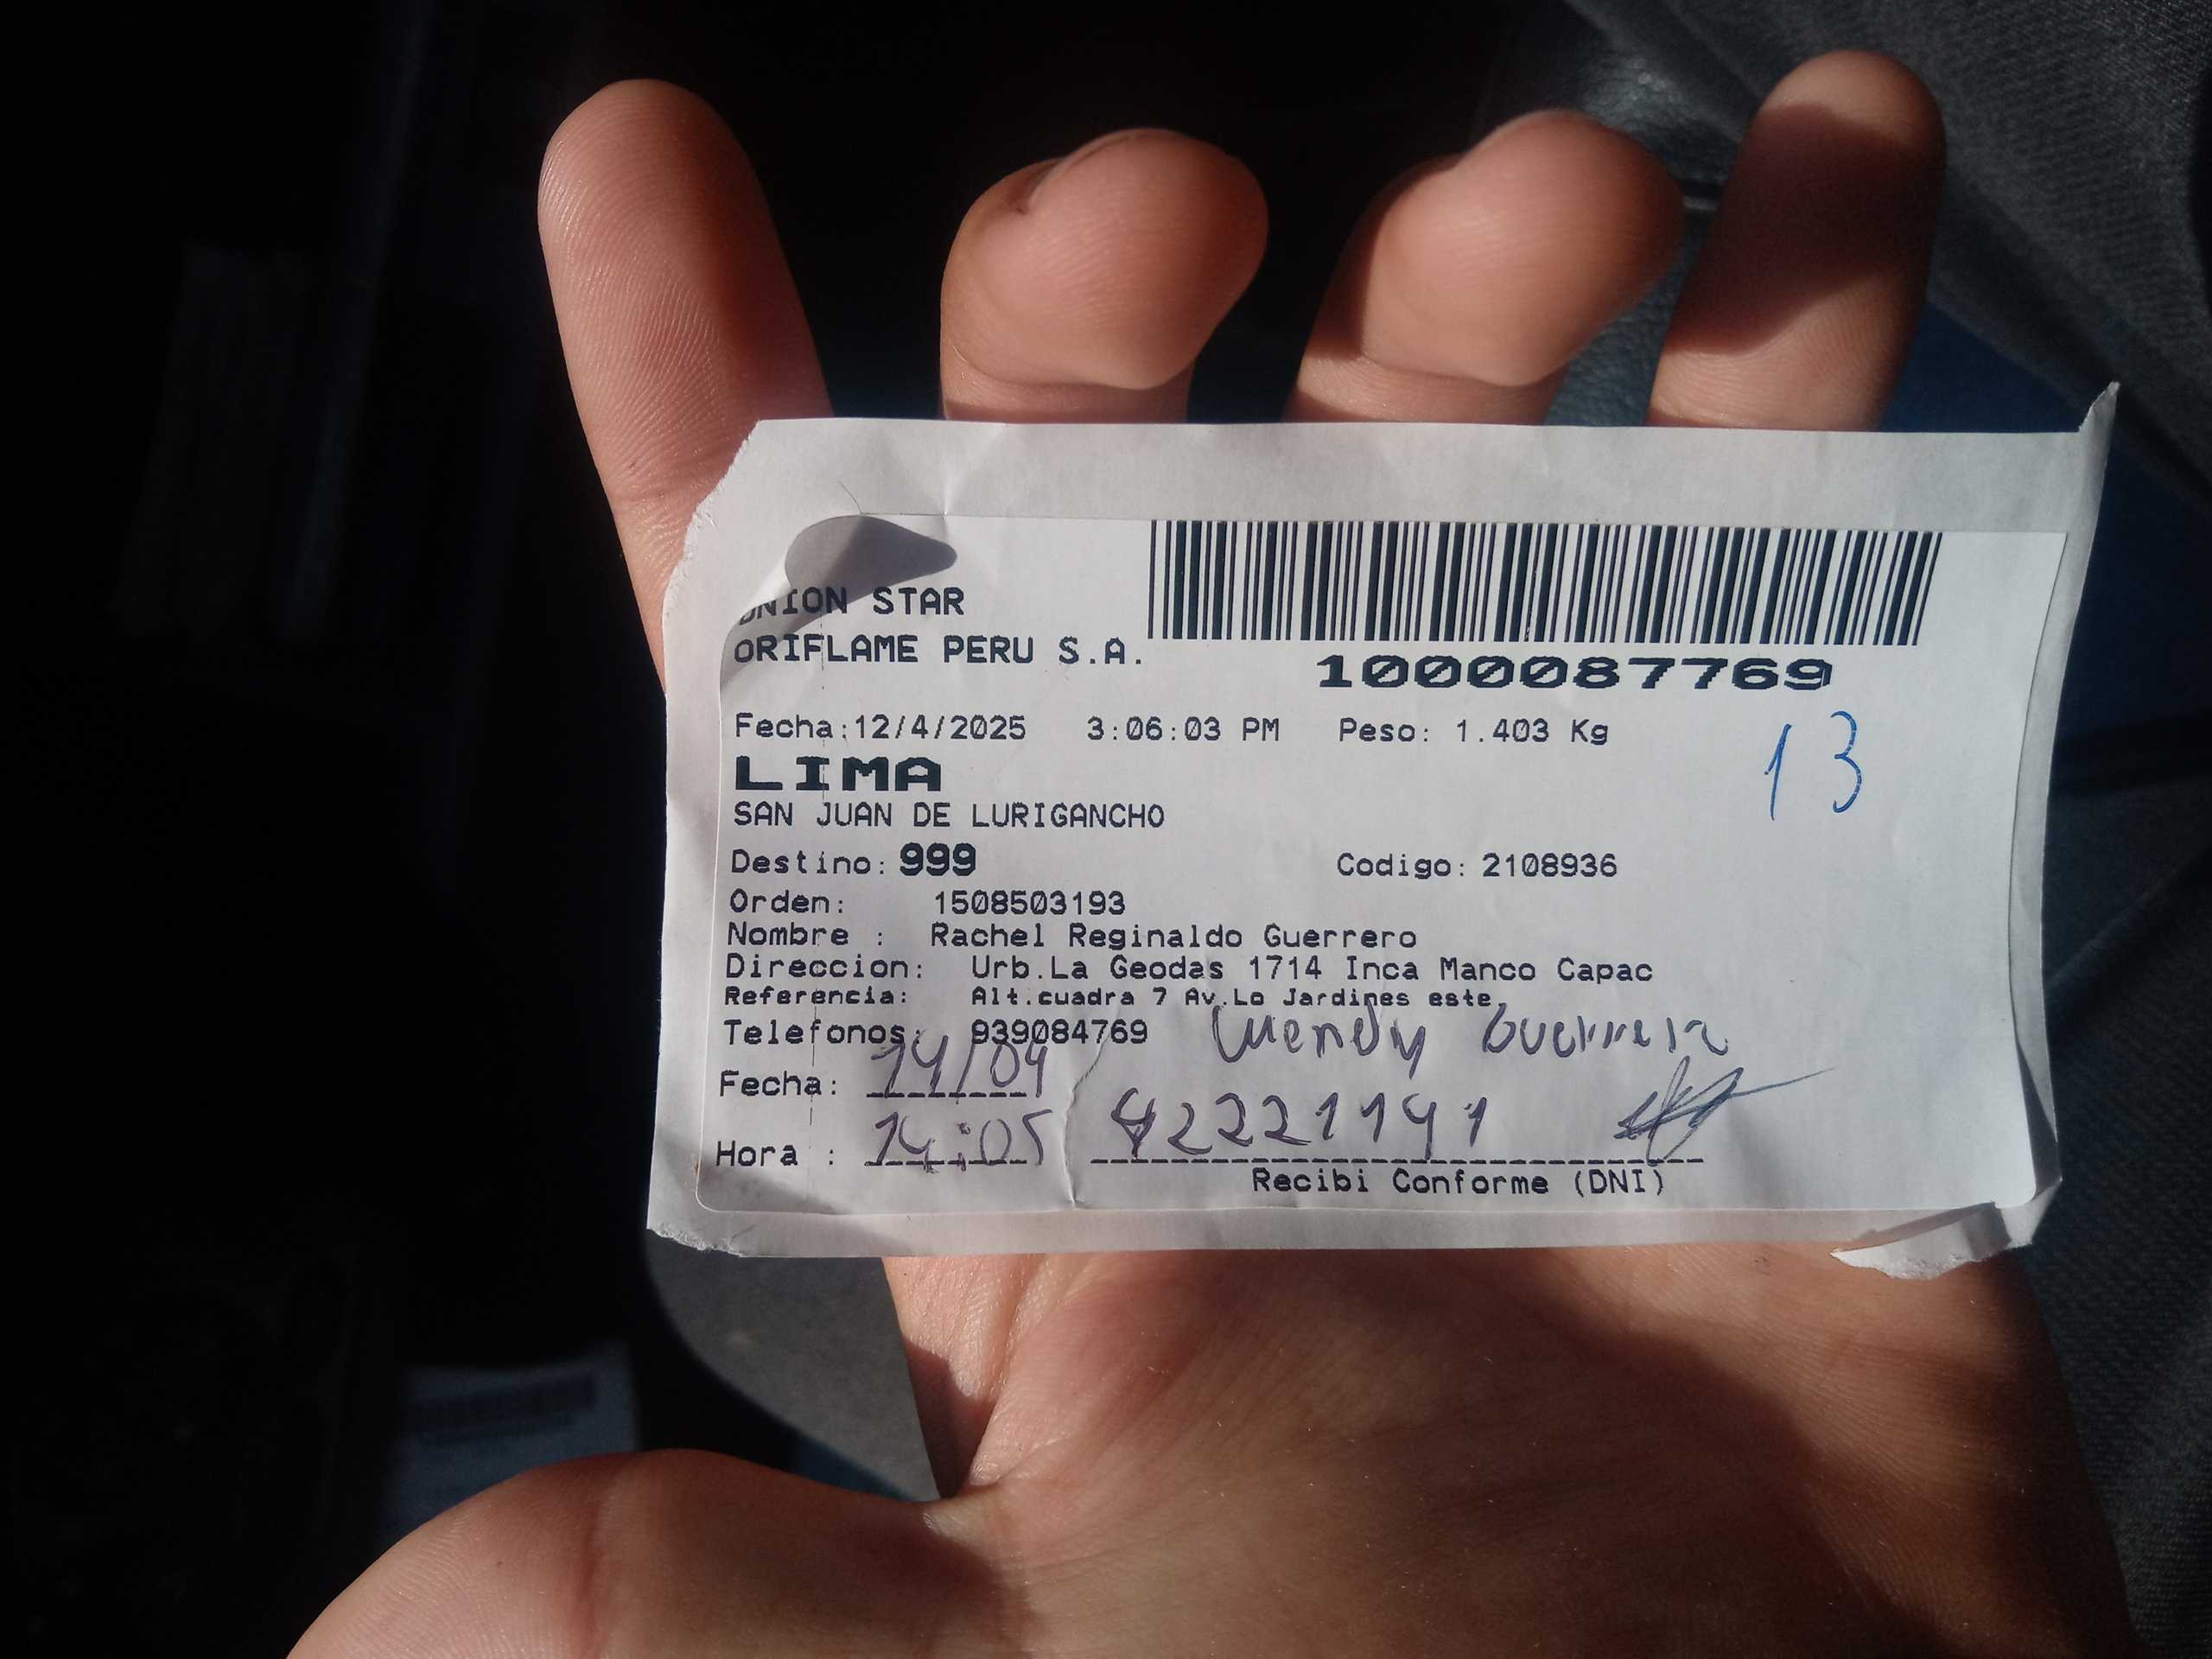 UNION STAR
ORIFLAME PERU S.A.
1000087769
Fecha:12/4/2025 3:06:03 PM Peso: 1.403 Kg
13
LIMA
SAN JUAN DE LURIGANCHO
Destino: 999 Codigo: 2108936
Orden: 1508503193
Nombre : Rachel Reginaldo Guerrero
Direccion: Urb.La Geodas 1714 Inca Manco Capac
Referencia: Alt.cuadra 7 Av.Lo Jardines este,
Telefonos: 939084769 Wendy Guerrero
Fecha: 14/04
Hora : 14:05 42221141
Recibi Conforme (DNI)